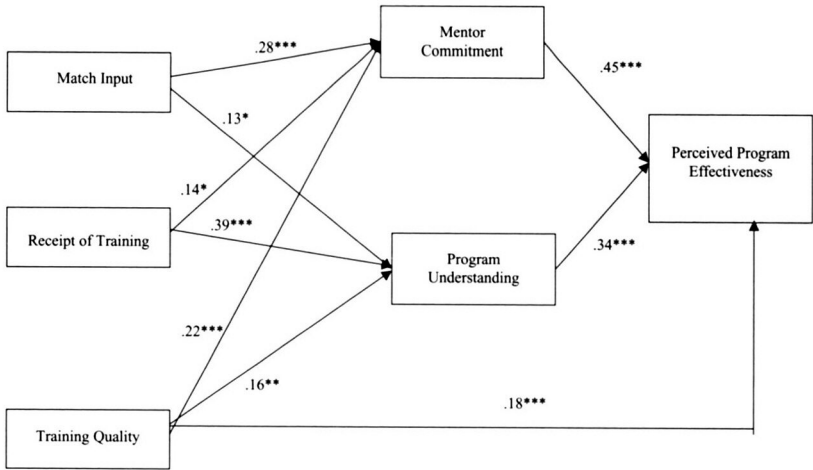 Mentor
Commitment
.28***
.45***
Match Input
.13*
Perceived Program
Effectiveness
.14*
.39***
Receipt of Training
Program
Understanding
.34***
.22***
.16**
.18***
Training Quality